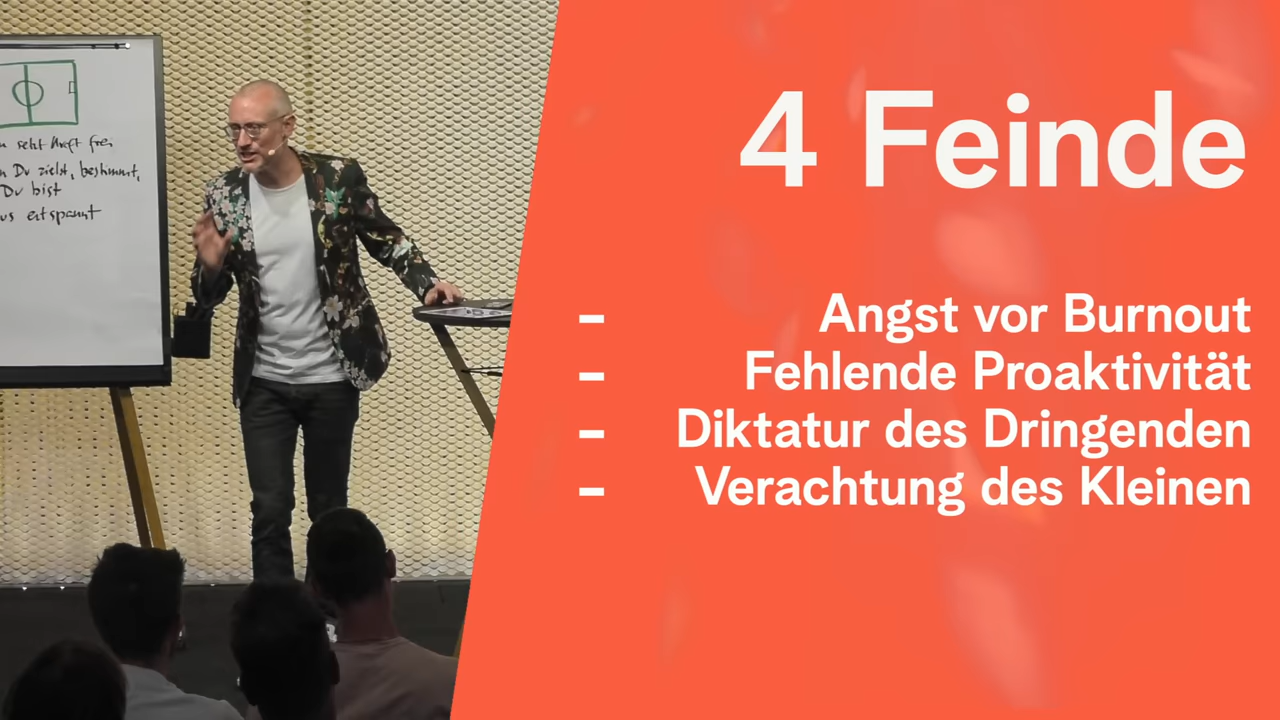 setzt Kraft frei
Du zielst, bestimmt,
Du bist
entspannt
4 Feinde
- Angst vor Burnout
- Fehlende Proaktivität
- Diktatur des Dringenden
- Verachtung des Kleinen